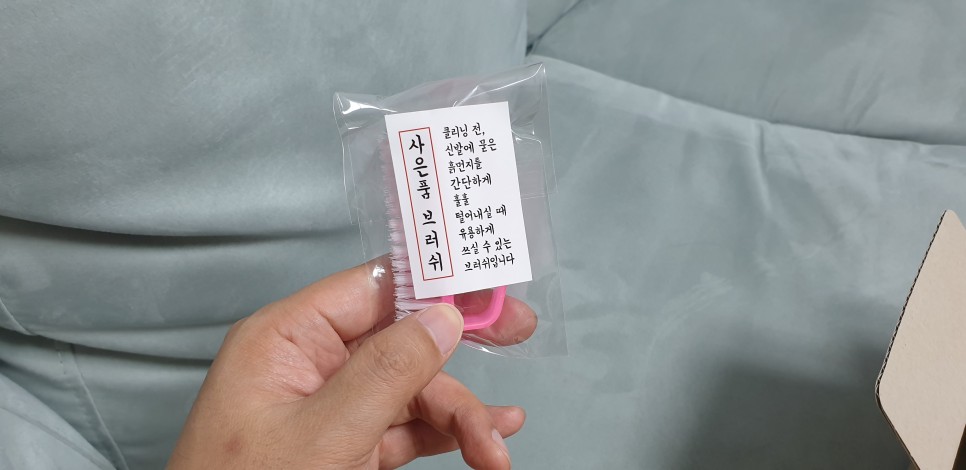 사은품 브러쉬
클리닝 전,
신발에 묻은
흙먼지를
간단하게
훌훌
털어내실 때
유용하게
쓰실 수 있는
브러쉬입니다